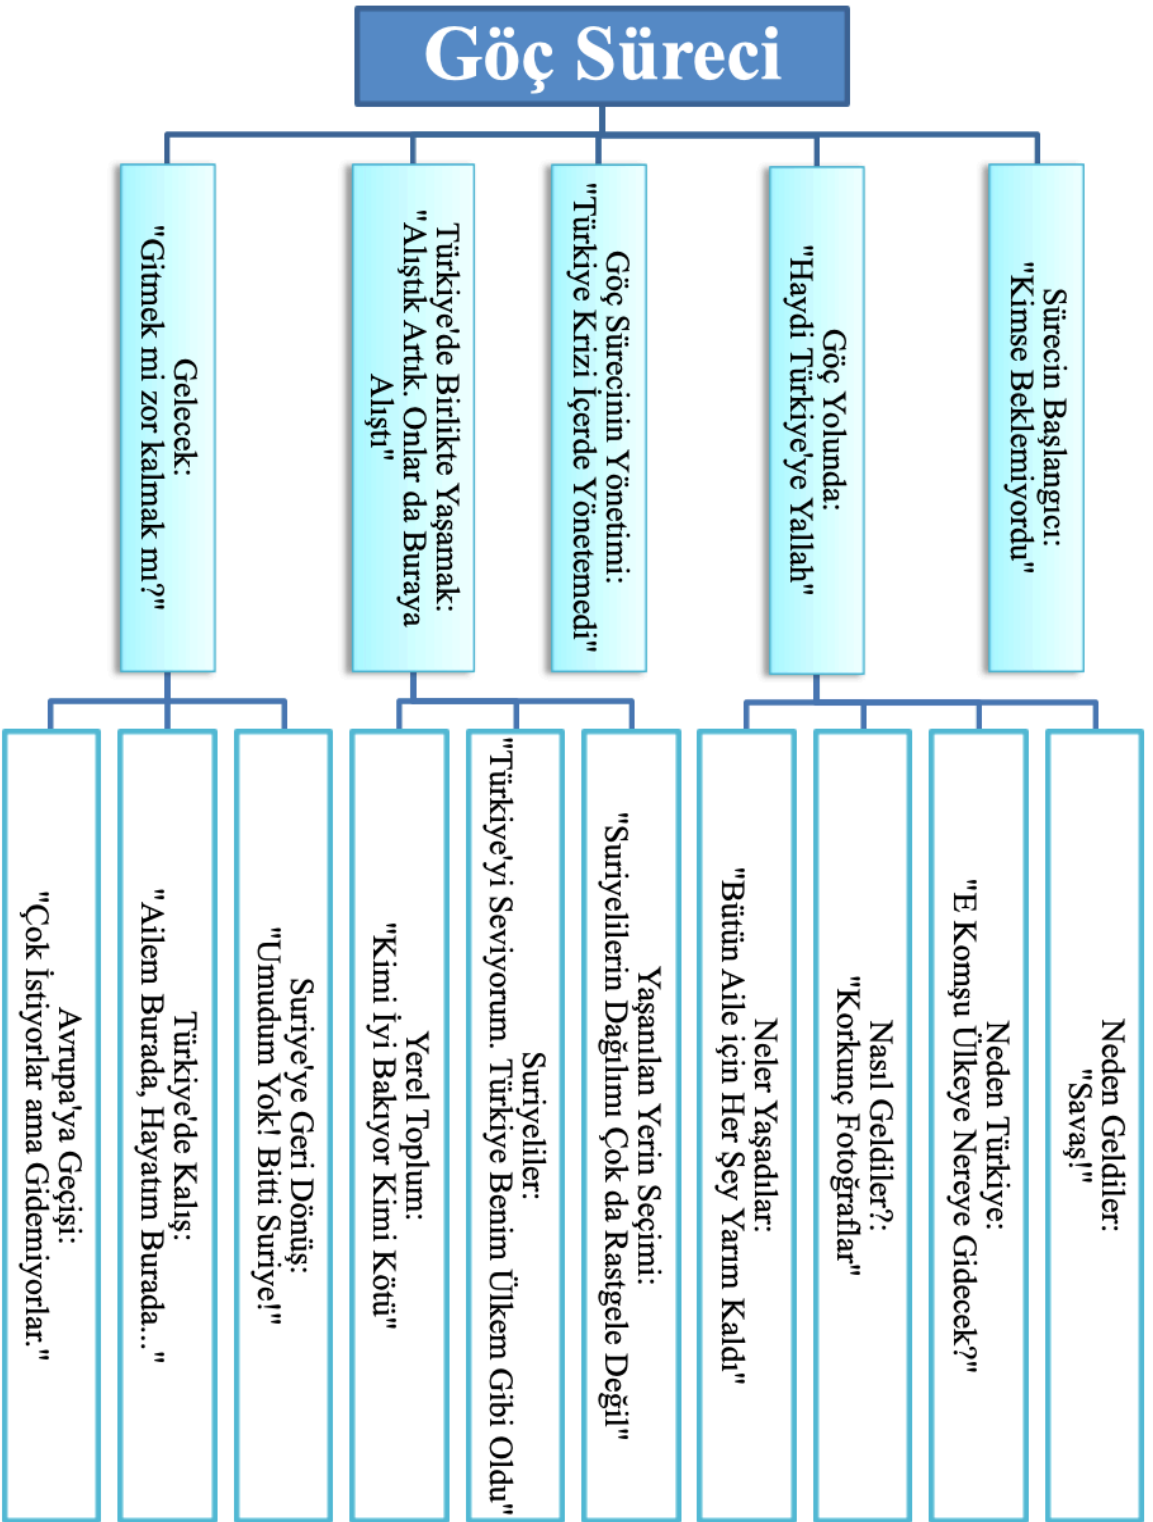 Göç Süreci
Sürecin Başlangıcı:
"Kimse Beklemiyordu"
Göç Yolunda:
"Haydi Türkiye'ye Yallah"
Neden Geldiler:
"Savaş!"
Neden Türkiye:
"E Komşu Ülkeye Nereye Gidecek?"
Nasıl Geldiler?:
"Korkunç Fotoğraflar"
Neler Yaşadılar:
"Bütün Aile için Her Şey Yarım Kaldı"
Göç Sürecinin Yönetimi:
"Türkiye Krizi İçerde Yönetemedi"
Türkiye'de Birlikte Yaşamak:
"Alıştık Artık. Onlar da Buraya
Alıştı"
Yaşanılan Yerin Seçimi:
"Suriyelilerin Dağılımı Çok da Rastgele Değil"
Suriyeliler:
"Türkiye'yi Seviyorum. Türkiye Benim Ülkem Gibi Oldu"
Yerel Toplum:
"Kimi İyi Bakıyor Kimi Kötü"
Gelecek:
"Gitmek mi zor kalmak mı?"
Suriye'ye Geri Dönüş:
"Umudum Yok! Bitti Suriye!"
Türkiye'de Kalış:
"Ailem Burada, Hayatım Burada..."
Avrupa'ya Geçişi:
"Çok İstiyorlar ama Gidemiyorlar."